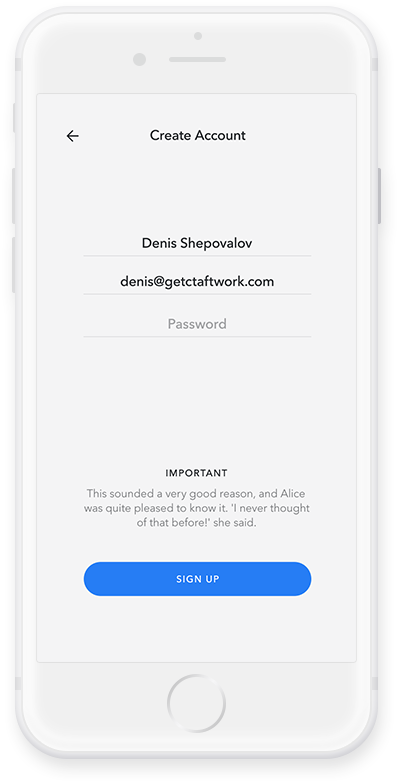 Create Account
Denis Shepovalov
denis@getctaftwork.com
Password
IMPORTANT
This sounded a very good reason, and Alice
was quite pleased to know it. 'I never thought
of that before!' she said.
SIGN UP